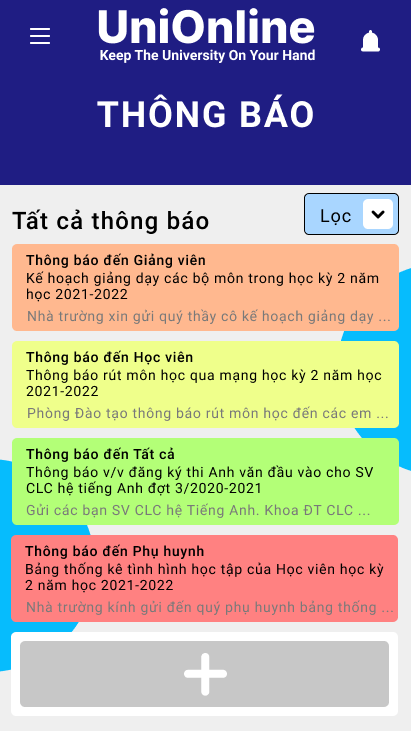 UniOnline
Keep The University On Your Hand
THÔNG BÁO
Tất cả thông báo
Lọc
Thông báo đến Giảng viên
Kế hoạch giảng dạy các bộ môn trong học kỳ 2 năm
học 2021-2022
Nhà trường xin gửi quý thầy cô kế hoạch giảng dạy ...
Thông báo đến Học viên
Thông báo rút môn học qua mạng học kỳ 2 năm học
2021-2022
Phòng Đào tạo thông báo rút môn học đến các em ...
Thông báo đến Tất cả
Thông báo v/v đăng ký thi Anh văn đầu vào cho SV
CLC hệ tiếng Anh đợt 3/2020-2021
Gửi các bạn SV CLC hệ Tiếng Anh. Khoa ĐT CLC ...
Thông báo đến Phụ huynh
Bảng thống kê tình hình học tập của Học viên học kỳ
2 năm học 2021-2022
Nhà trường kính gửi đến quý phụ huynh bảng thống ...